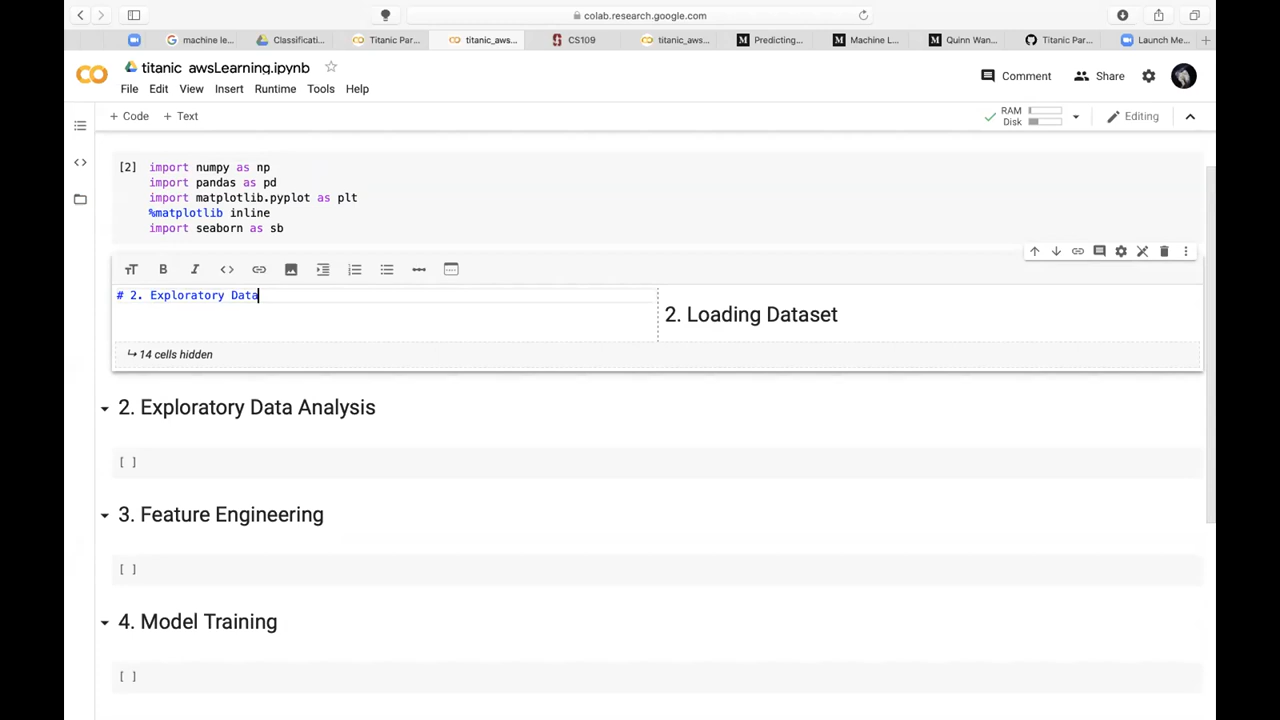 colab.research.google.com
machine le...
Classificati...
Titanic Par...
titanic_aws...
CS109
titanic_aws...
Predicting...
Machine L...
Quinn Wan...
Titanic Par...
Launch Me...
titanic_awsLearning.ipynb
File Edit View Insert Runtime Tools Help
Comment
Share
+ Code + Text
RAM
Disk
Editing
[2] import numpy as np
import pandas as pd
import matplotlib.pyplot as plt
%matplotlib inline
import seaborn as sb
# 2. Exploratory Data
2. Loading Dataset
14 cells hidden
2. Exploratory Data Analysis
[ ]
3. Feature Engineering
[ ]
4. Model Training
[ ]